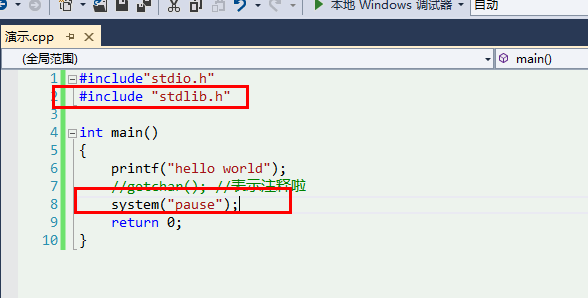 本地 Windows 调试器
自动
演示.cpp
(全局范围)
main()
1 #include"stdio.h"
2 #include "stdlib.h"
3
4 int main()
5 {
6 printf("hello world");
7 //getchar(); //表示注释啦
8 system("pause");
9 return 0;
10 }